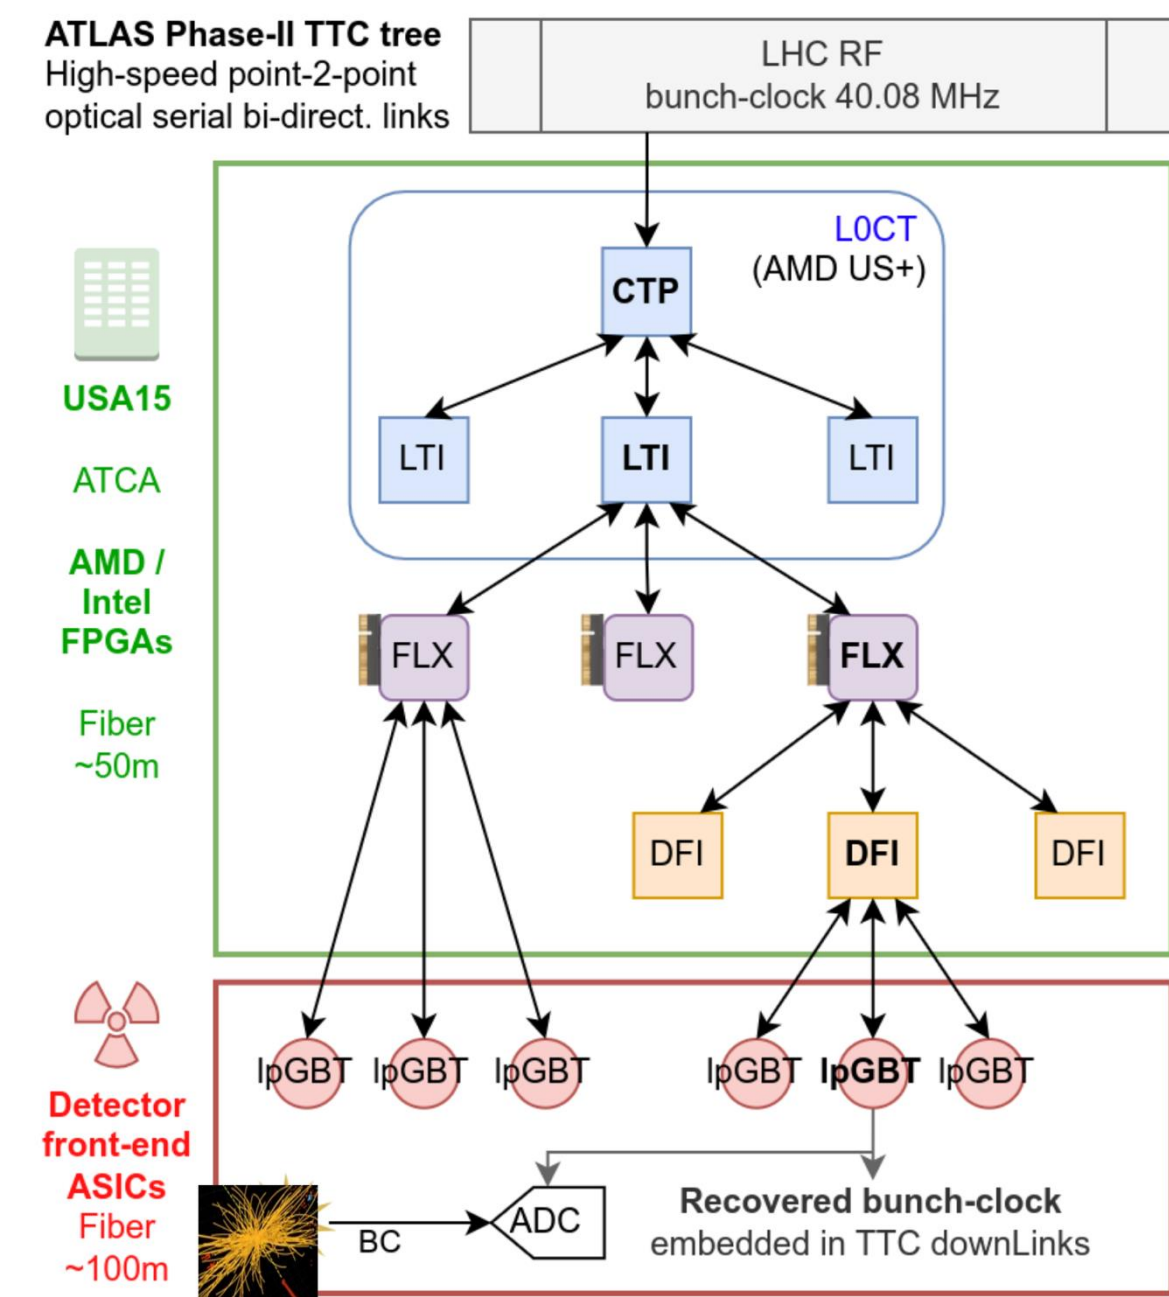 ATLAS Phase-II TTC tree
High-speed point-2-point
optical serial bi-direct. links
LHC RF
bunch-clock 40.08 MHz
L0CT
(AMD US+)
CTP
LTI
LTI
LTI
USA15
ATCA
AMD /
Intel
FPGAs
Fiber
~50m
FLX
FLX
FLX
DFI
DFI
DFI
lpGBT
lpGBT
lpGBT
lpGBT
lpGBT
lpGBT
Detector
front-end
ASICs
Fiber
~100m
BC
ADC
Recovered bunch-clock
embedded in TTC downLinks